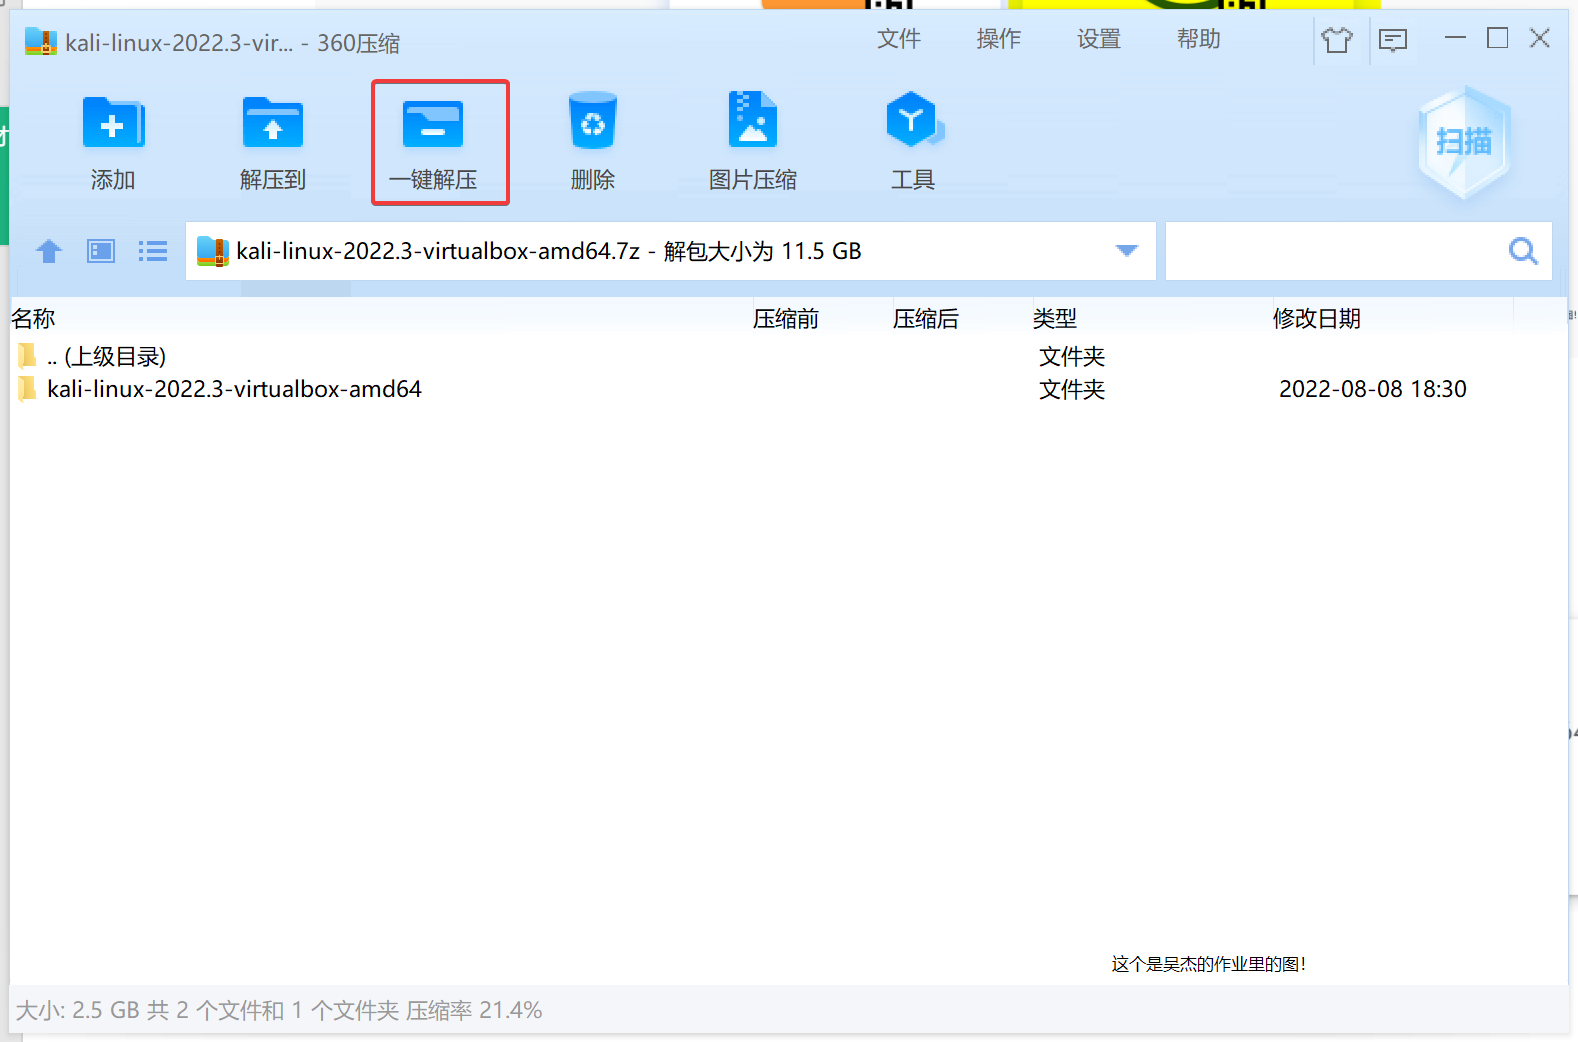 kali-linux-2022.3-vir... - 360压缩
文件 操作 设置 帮助
添加 解压到 一键解压 删除 图片压缩 工具
扫描
kali-linux-2022.3-virtualbox-amd64.7z - 解包大小为 11.5 GB
名称 压缩前 压缩后 类型 修改日期
.. (上级目录) 文件夹
kali-linux-2022.3-virtualbox-amd64 文件夹 2022-08-08 18:30
这个是吴杰的作业里的图!
大小: 2.5 GB 共 2 个文件和 1 个文件夹 压缩率 21.4%